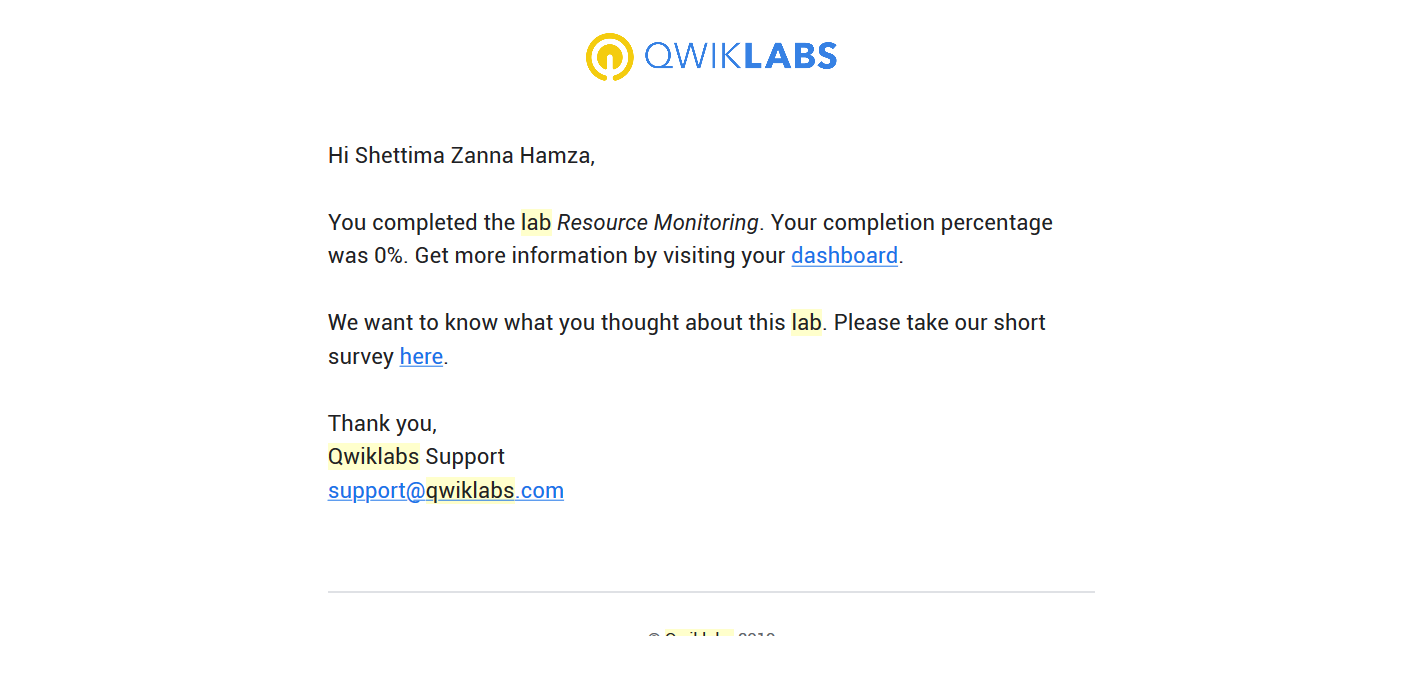 QWIKLABS
Hi Shettima Zanna Hamza,
You completed the lab Resource Monitoring. Your completion percentage
was 0%. Get more information by visiting your dashboard.
We want to know what you thought about this lab. Please take our short
survey here.
Thank you,
Qwiklabs Support
support@qwiklabs.com